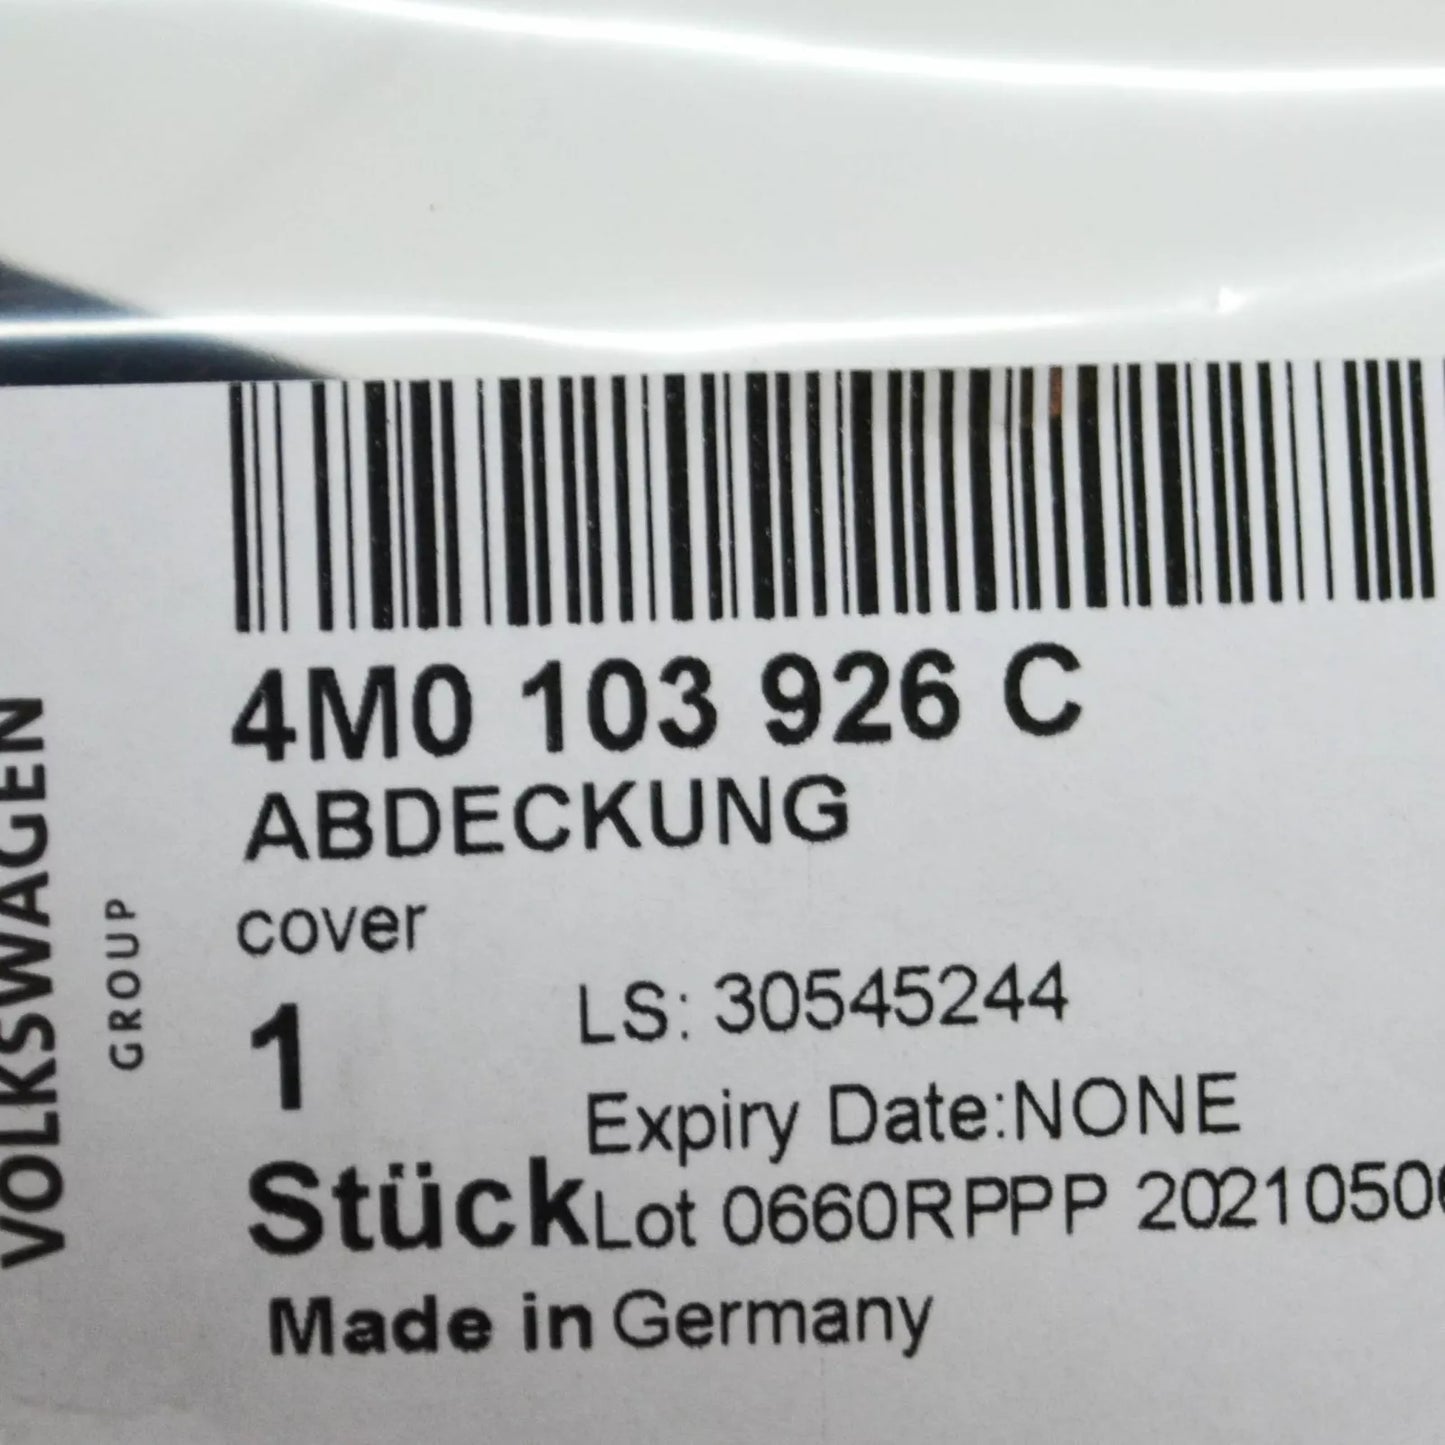 4M0 103 926 C
ABDECKUNG
cover
1
LS: 30545244
Expiry Date:NONE
Stück
Lot 0660RPPP 2021050
Made in Germany
VOLKSWAGEN
GROUP